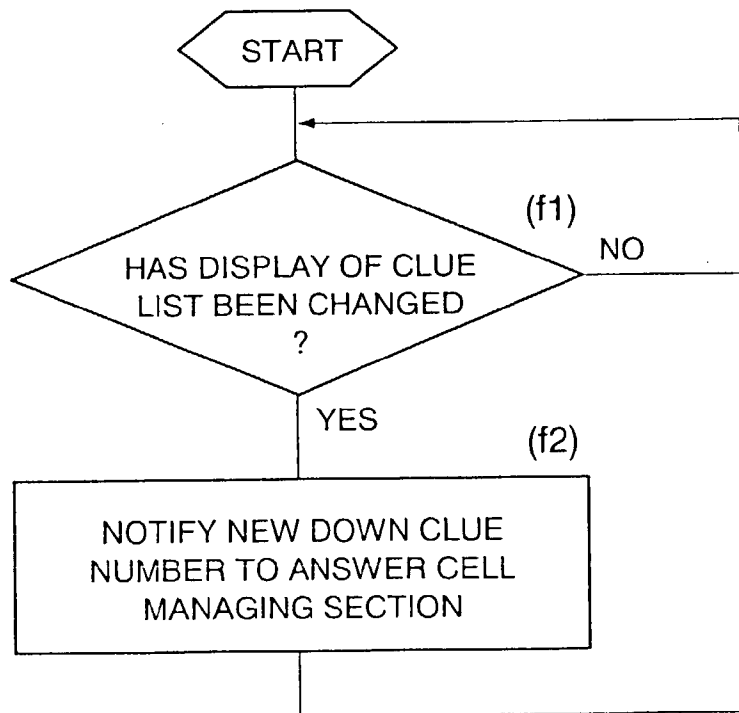 START
(f1)
NO
HAS DISPLAY OF CLUE
LIST BEEN CHANGED
?
YES
(f2)
NOTIFY NEW DOWN CLUE
NUMBER TO ANSWER CELL
MANAGING SECTION